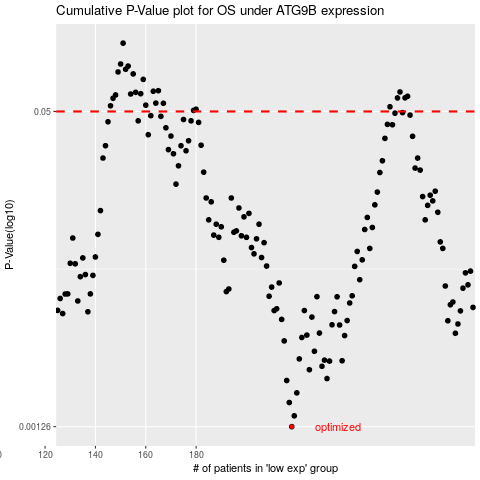 Cumulative P-Value plot for OS under ATG9B expression
P-Value(log10)
0.05
0.00126
optimized
0 120 140 160 180
# of patients in 'low exp' group